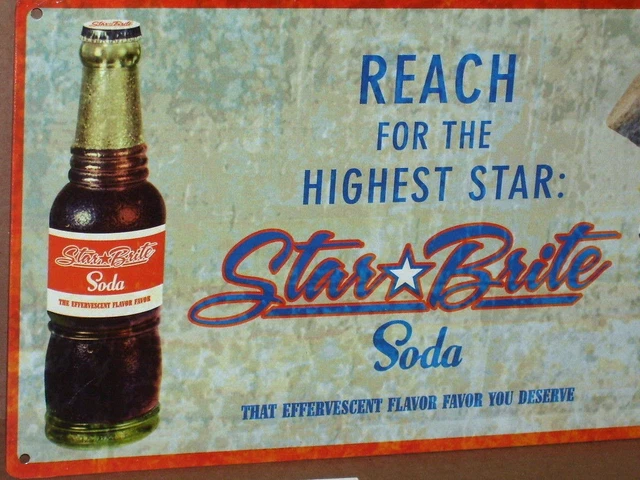 Star Brite
Star Brite
Soda
THE EFFERVESCENT FLAVOR FAVOR
REACH
FOR THE
HIGHEST STAR:
Star Brite
Soda
THAT EFFERVESCENT FLAVOR FAVOR YOU DESERVE